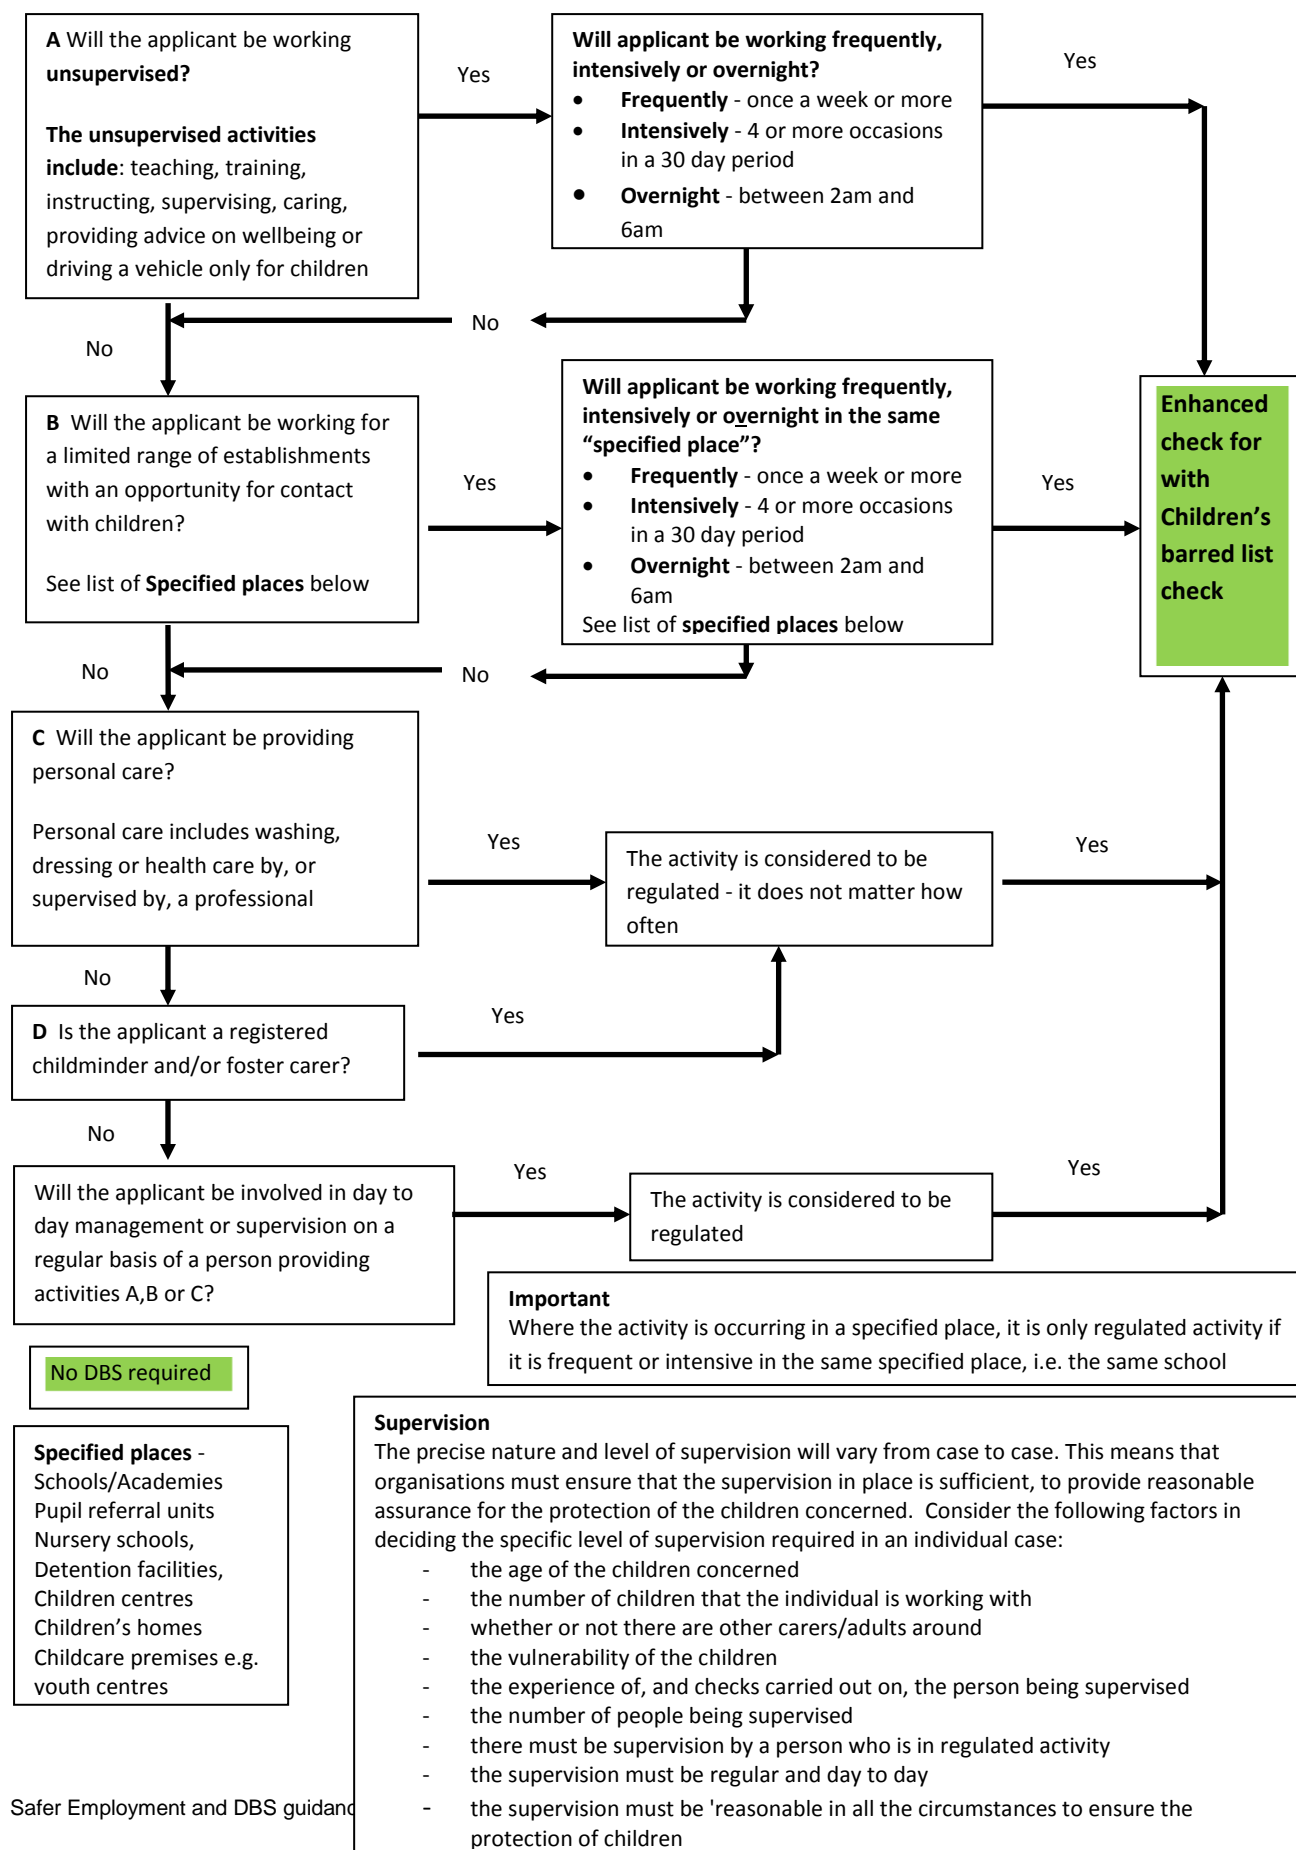 A Will the applicant be working
unsupervised?
The unsupervised activities
include: teaching, training,
instructing, supervising, caring,
providing advice on wellbeing or
driving a vehicle only for children
Yes
Will applicant be working frequently,
intensively or overnight?
• Frequently - once a week or more
• Intensively - 4 or more occasions
in a 30 day period
• Overnight - between 2am and
6am
Yes
No
No
B Will the applicant be working for
a limited range of establishments
with an opportunity for contact
with children?
See list of Specified places below
Yes
Will applicant be working frequently,
intensively or overnight in the same
“specified place”?
• Frequently - once a week or more
• Intensively - 4 or more occasions
in a 30 day period
• Overnight - between 2am and
6am
See list of specified places below
Yes
Enhanced
check for
with
Children’s
barred list
check
No
No
C Will the applicant be providing
personal care?
Personal care includes washing,
dressing or health care by, or
supervised by, a professional
Yes
The activity is considered to be
regulated - it does not matter how
often
Yes
No
D Is the applicant a registered
childminder and/or foster carer?
Yes
No
Will the applicant be involved in day to
day management or supervision on a
regular basis of a person providing
activities A,B or C?
Yes
The activity is considered to be
regulated
Yes
Important
Where the activity is occurring in a specified place, it is only regulated activity if
it is frequent or intensive in the same specified place, i.e. the same school
No DBS required
Specified places -
Schools/Academies
Pupil referral units
Nursery schools,
Detention facilities,
Children centres
Children’s homes
Childcare premises e.g.
youth centres
Supervision
The precise nature and level of supervision will vary from case to case. This means that
organisations must ensure that the supervision in place is sufficient, to provide reasonable
assurance for the protection of the children concerned. Consider the following factors in
deciding the specific level of supervision required in an individual case:
- the age of the children concerned
- the number of children that the individual is working with
- whether or not there are other carers/adults around
- the vulnerability of the children
- the experience of, and checks carried out on, the person being supervised
- the number of people being supervised
- there must be supervision by a person who is in regulated activity
- the supervision must be regular and day to day
- the supervision must be 'reasonable in all the circumstances to ensure the
protection of children
Safer Employment and DBS